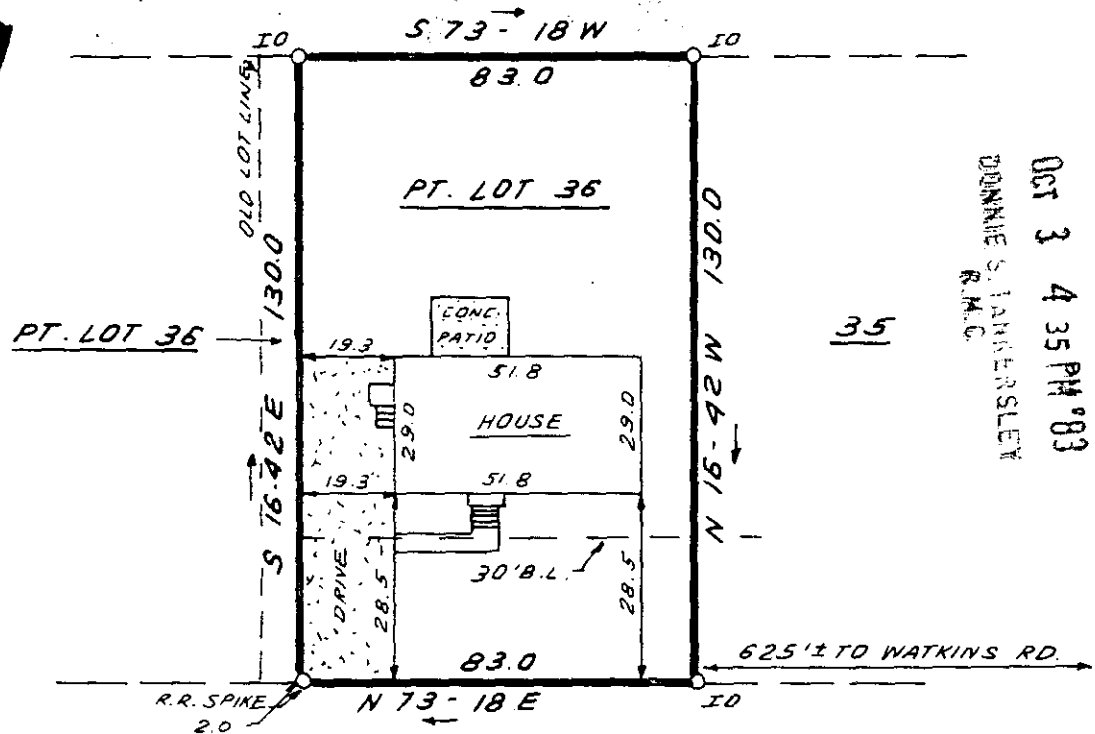 S 73 - 18 W
IO
IO
83.0
OLD LOT LINE
PT. LOT 36
S 16-42 E 130.0
N 16-42 W 130.0
PT. LOT 36
35
CONC.
PATIO
19.3
51.8
HOUSE
29.0
29.0
19.3
51.8
30' B.L.
DRIVE
28.5
28.5
83.0
625'± TO WATKINS RD.
R.R. SPIKE
2.0
N 73 - 18 E
IO
OCT 3 4 35 PM '83
DONNIE S. TANKERSLEY
R.M.C